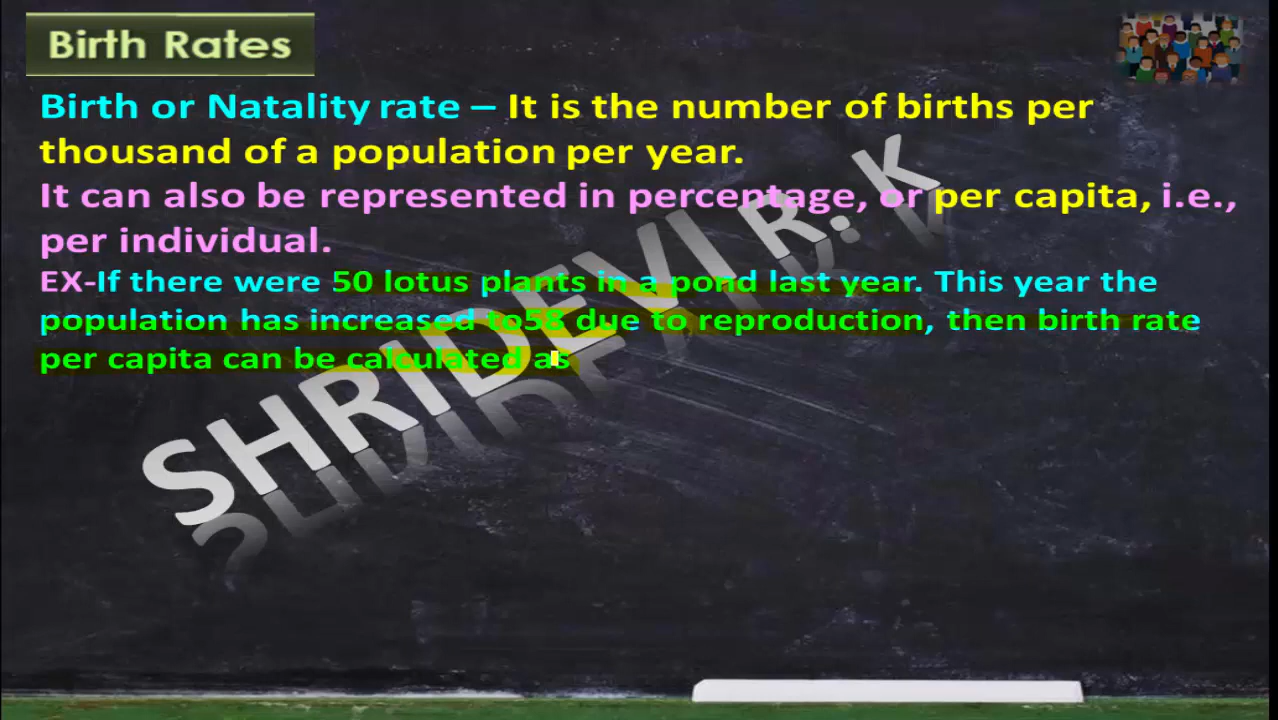 Birth Rates
Birth or Natality rate – It is the number of births per
thousand of a population per year.
It can also be represented in percentage, or per capita, i.e.,
per individual.
EX-If there were 50 lotus plants in a pond last year. This year the
population has increased to58 due to reproduction, then birth rate
per capita can be calculated as
SHRIDEVI R. K